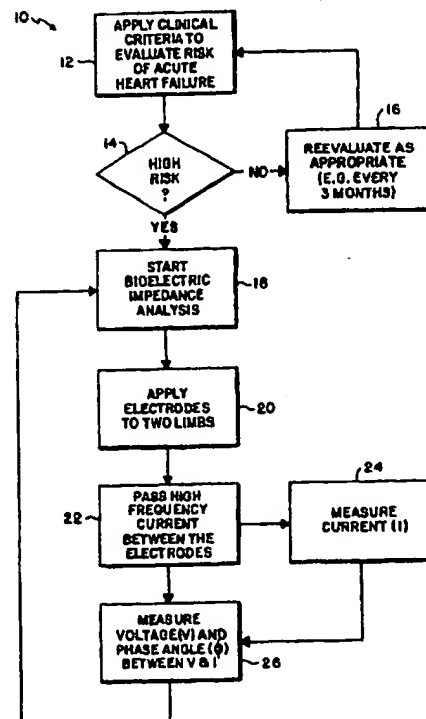 10
APPLY CLINICAL
CRITERIA TO
EVALUATE RISK
OF ACUTE
HEART FAILURE
12
14
HIGH
RISK
?
NO
16
REEVALUATE AS
APPROPRIATE
(E.G. EVERY
3 MONTHS)
YES
START
BIOELECTRIC
IMPEDANCE
ANALYSIS
18
APPLY
ELECTRODES
TO TWO LIMBS
20
22
PASS HIGH
FREQUENCY
CURRENT
BETWEEN THE
ELECTRODES
24
MEASURE
CURRENT (I)
MEASURE
VOLTAGE(V) AND
PHASE ANGLE (ϕ)
BETWEEN V & I
26